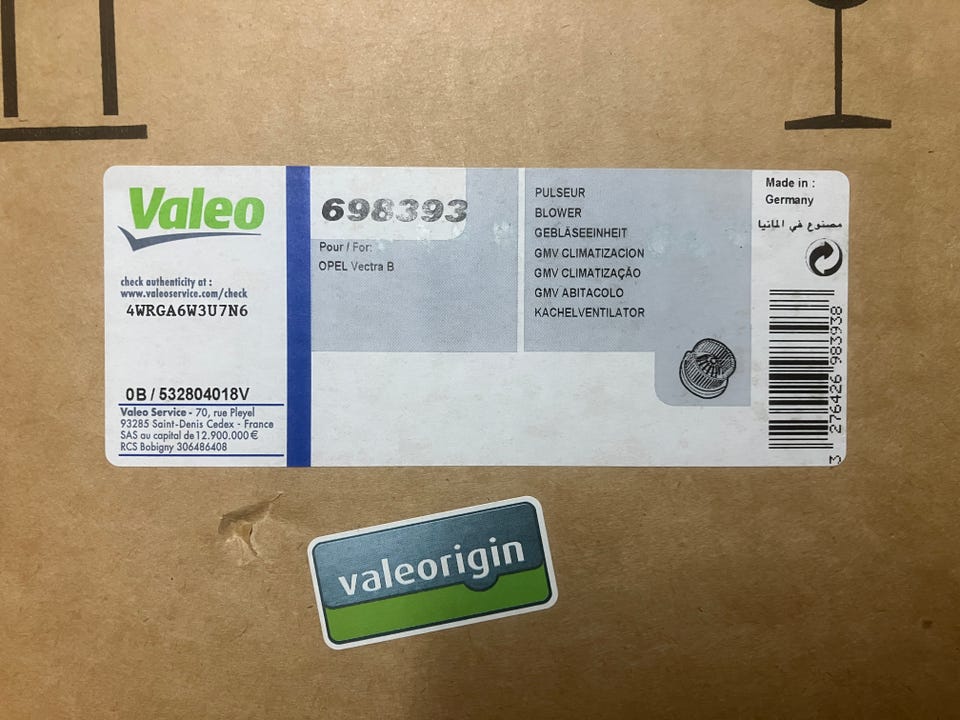 Valeo
check authenticity at :
www.valeoservice.com/check
4WRGA6W3U7N6
0B / 532804018V
Valeo Service - 70, rue Pleyel
93285 Saint-Denis Cedex - France
SAS au capital de 12.900.000 €
RCS Bobigny 306486408
698393
Pour / For:
OPEL Vectra B
PULSEUR
BLOWER
GEBLÄSEEINHEIT
GMV CLIMATIZACION
GMV CLIMATIZAÇÃO
GMV ABITACOLO
KACHELVENTILATOR
Made in :
Germany
مصنوع في المانيا
3 276426 983938
valeorigin